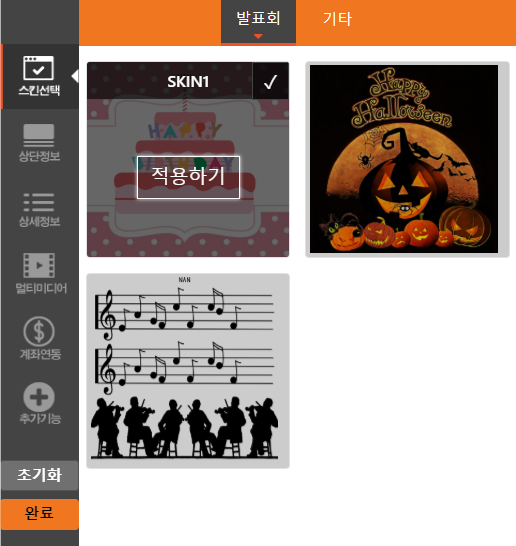 발표회
기타
스킨선택
상단정보
상세정보
멀티미디어
계좌연동
추가기능
초기화
완료
SKIN1
HAPPY
BIRTHDAY
적용하기
Happy
Halloween
NAN